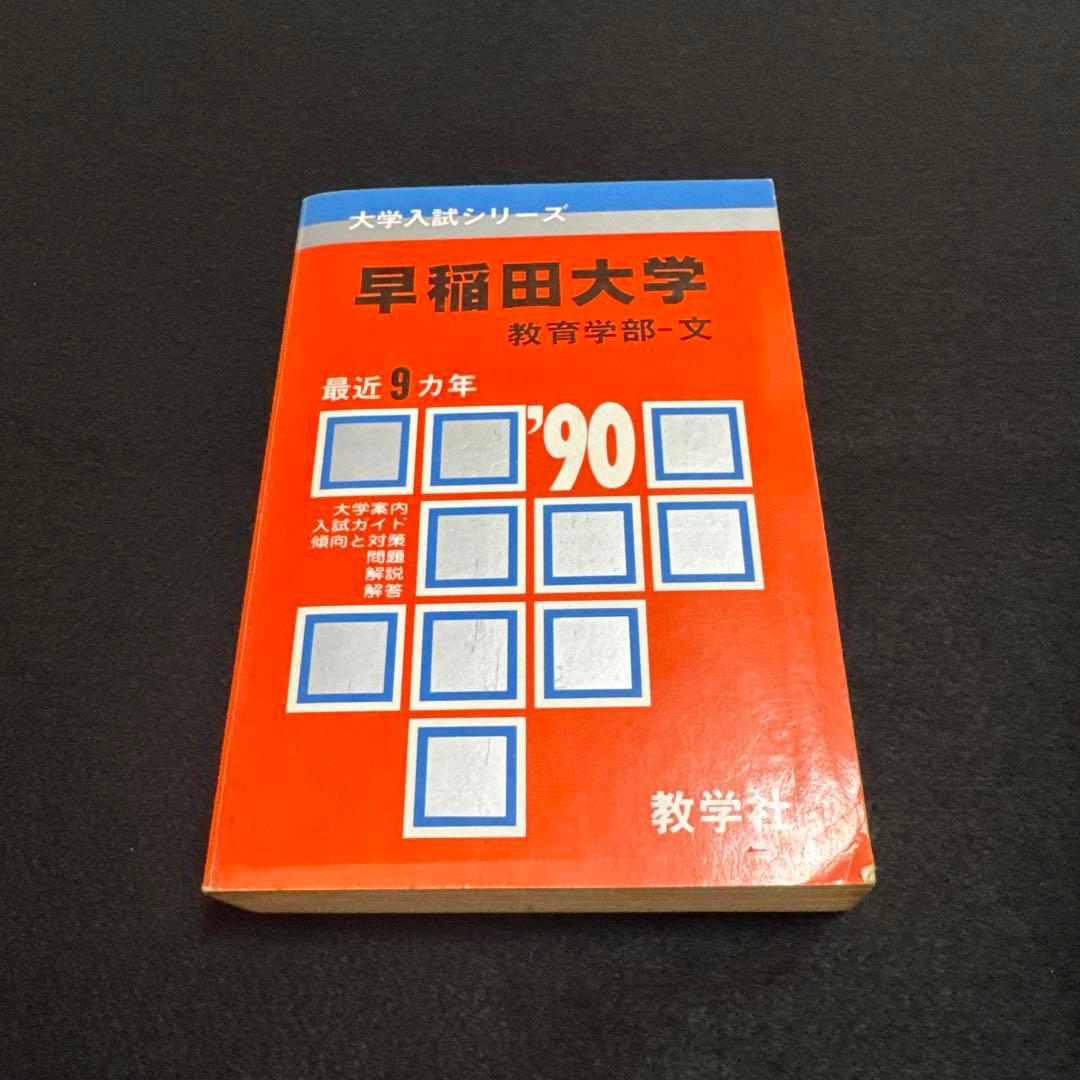 大学入試シリーズ
早稲田大学
教育学部-文
最近9カ年
'90
大学案内
入試ガイド
傾向と対策
問題
解説
解答
教学社